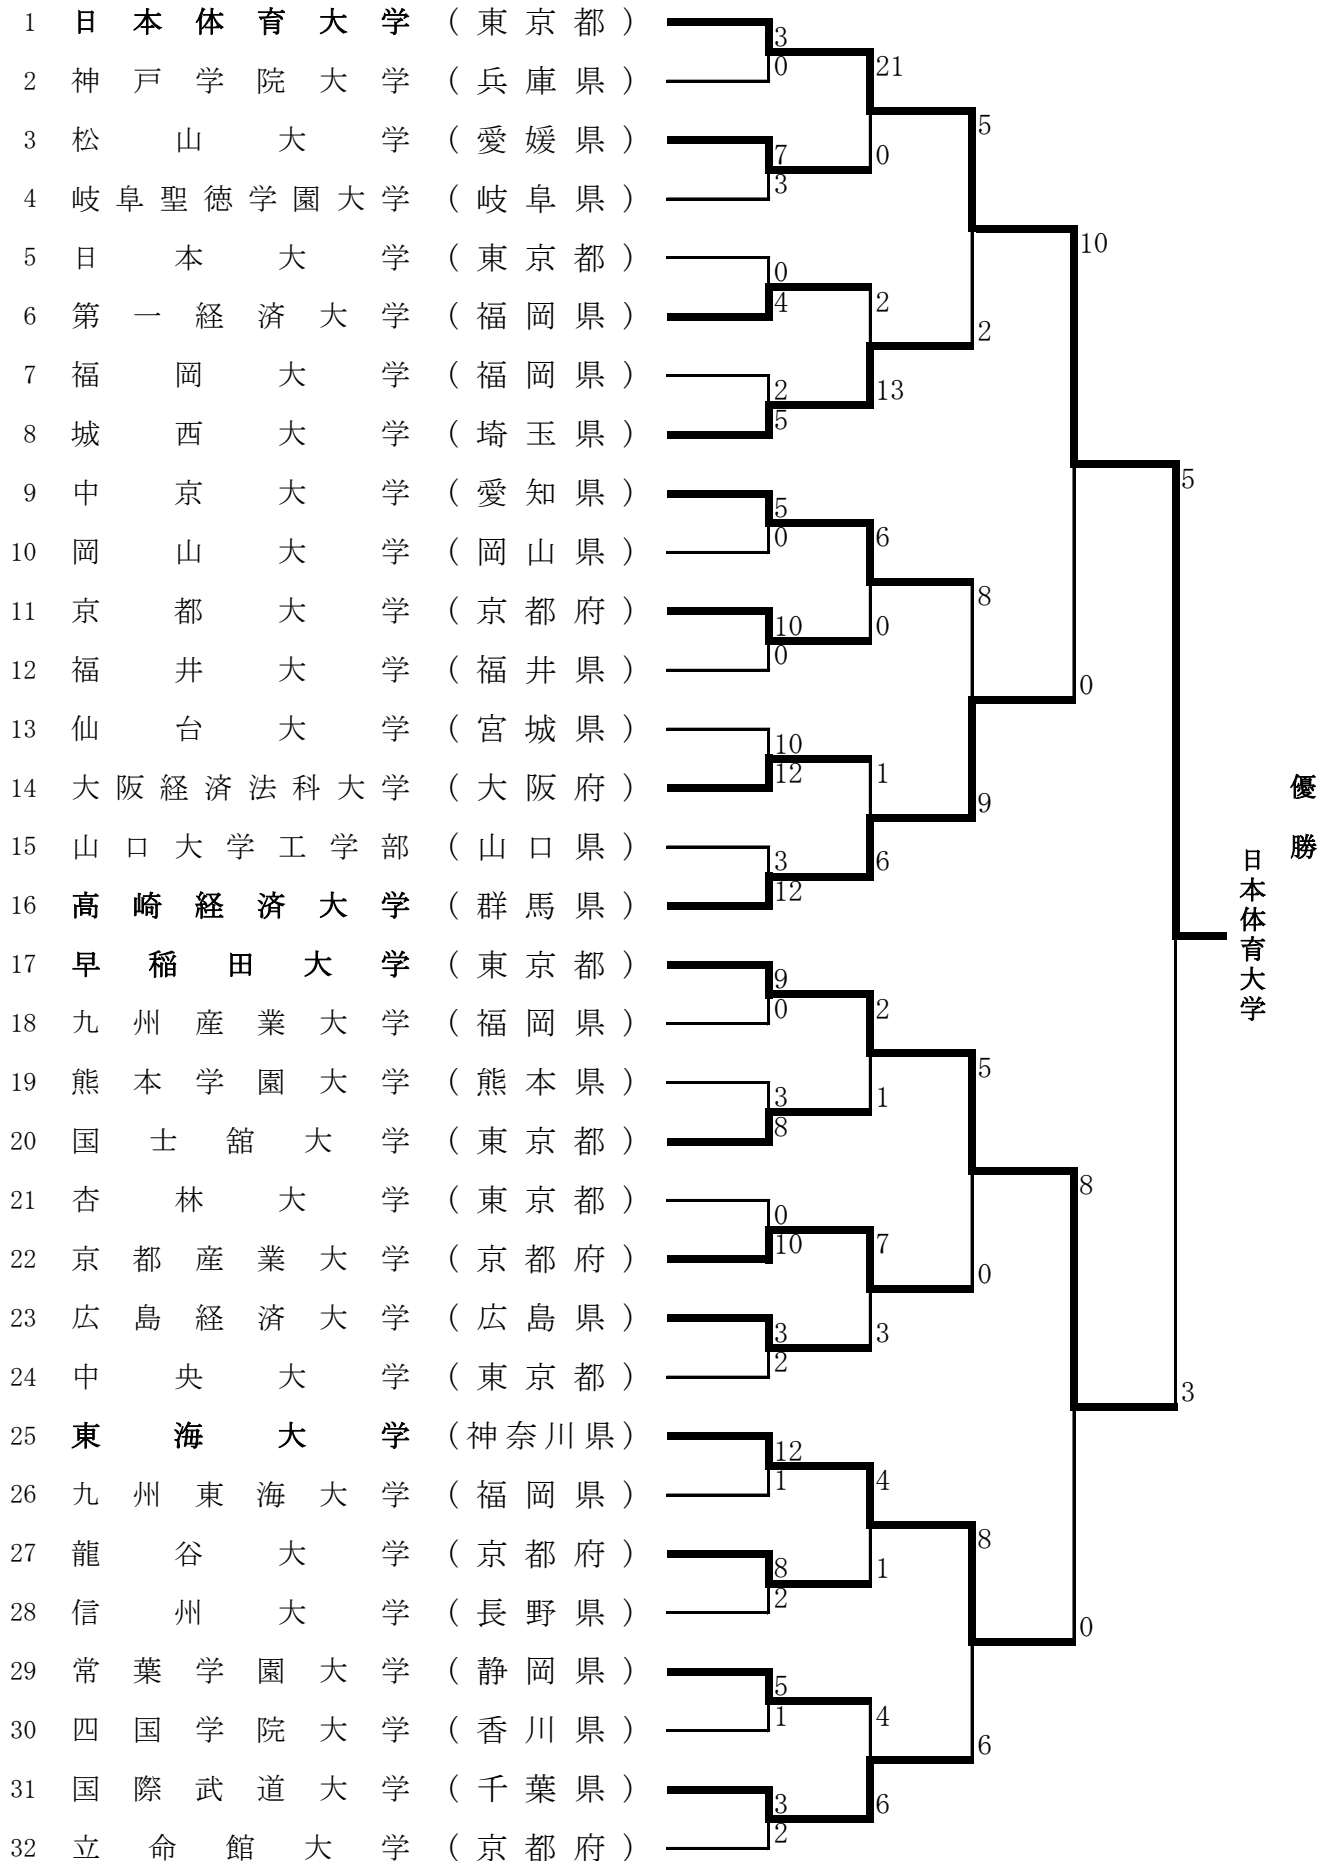 1 日本体育大学 (東京都)
3
0
21
2 神戸学院大学 (兵庫県)
5
3 松山大学 (愛媛県)
7
0
3
4 岐阜聖徳学園大学 (岐阜県)
10
5 日本大学 (東京都)
0
4
2
6 第一経済大学 (福岡県)
2
7 福岡大学 (福岡県)
2
13
5
8 城西大学 (埼玉県)
5
9 中京大学 (愛知県)
5
0
6
10 岡山大学 (岡山県)
8
11 京都大学 (京都府)
10
0
0
12 福井大学 (福井県)
0
13 仙台大学 (宮城県)
10
12
1
14 大阪経済法科大学 (大阪府)
9
15 山口大学工学部 (山口県)
3
6
12
16 高崎経済大学 (群馬県)
優勝
日本体育大学
17 早稲田大学 (東京都)
9
0
2
18 九州産業大学 (福岡県)
5
19 熊本学園大学 (熊本県)
3
1
8
20 国士舘大学 (東京都)
8
21 杏林大学 (東京都)
0
10
7
22 京都産業大学 (京都府)
0
23 広島経済大学 (広島県)
3
3
2
24 中央大学 (東京都)
3
25 東海大学 (神奈川県)
12
1
4
26 九州東海大学 (福岡県)
8
27 龍谷大学 (京都府)
8
1
2
28 信州大学 (長野県)
0
29 常葉学園大学 (静岡県)
5
1
4
30 四国学院大学 (香川県)
6
31 国際武道大学 (千葉県)
3
6
2
32 立命館大学 (京都府)